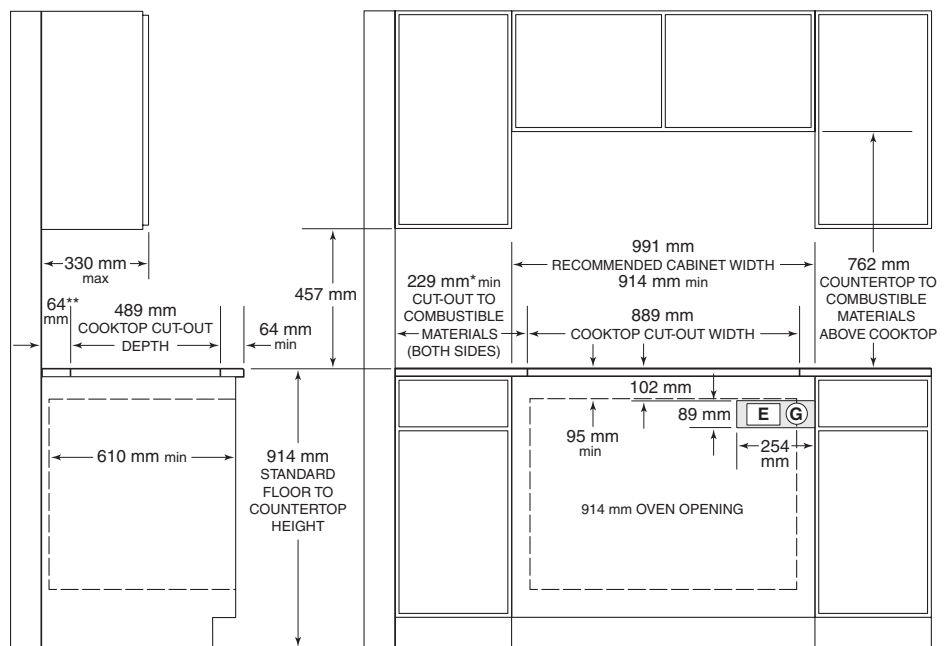 330 mm
max
64**
mm
489 mm
COOKTOP CUT-OUT
DEPTH
64 mm
min
457 mm
610 mm min
914 mm
STANDARD
FLOOR TO
COUNTERTOP
HEIGHT
229 mm* min
CUT-OUT TO
COMBUSTIBLE
MATERIALS
(BOTH SIDES)
991 mm
RECOMMENDED CABINET WIDTH
914 mm min
889 mm
COOKTOP CUT-OUT WIDTH
762 mm
COUNTERTOP TO
COMBUSTIBLE
MATERIALS
ABOVE COOKTOP
102 mm
89 mm
E G
95 mm
min
254
mm
914 mm OVEN OPENING